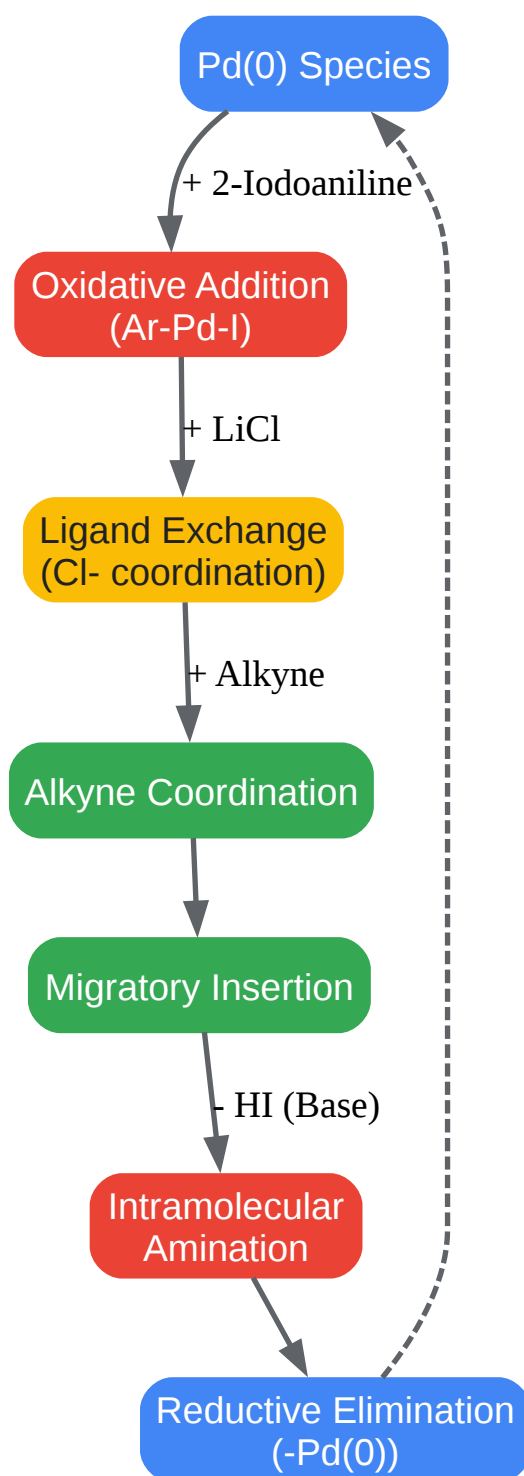 Pd(0) Species
+ 2-Iodoaniline
Oxidative Addition
(Ar-Pd-I)
+ LiCl
Ligand Exchange
(Cl- coordination)
+ Alkyne
Alkyne Coordination
Migratory Insertion
- HI (Base)
Intramolecular
Amination
Reductive Elimination
(-Pd(0))